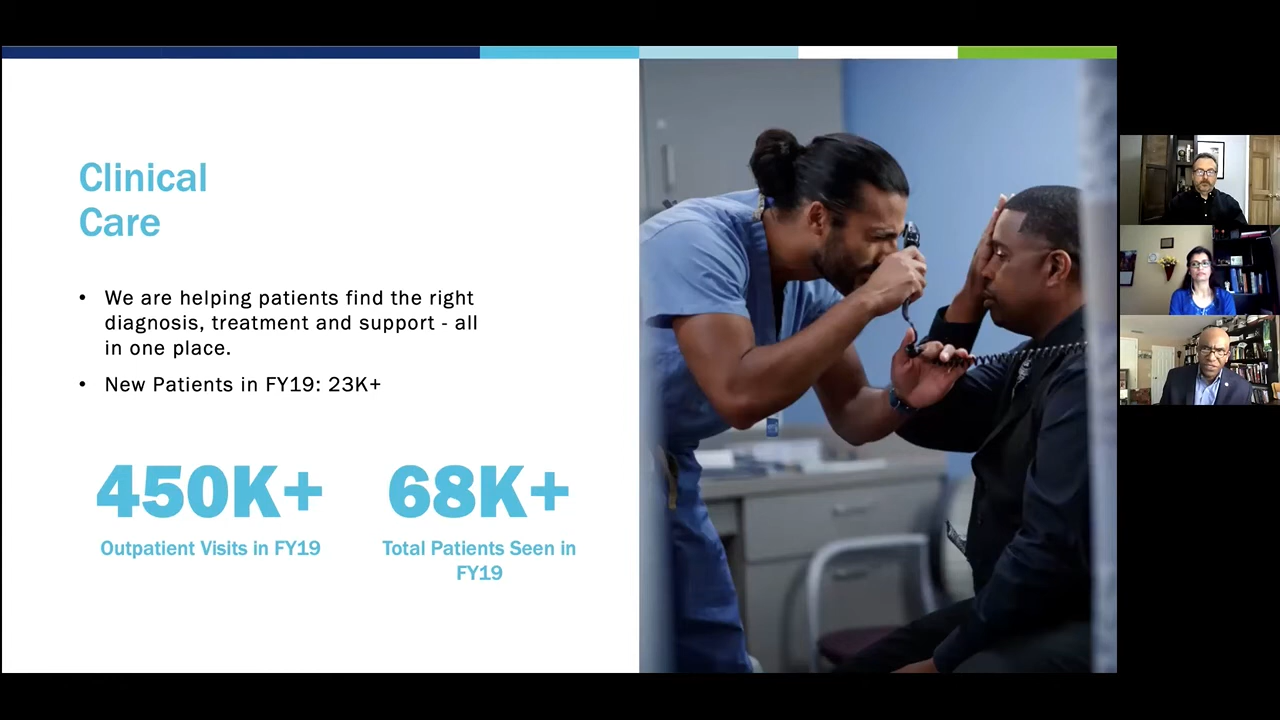 Clinical
Care
• We are helping patients find the right
diagnosis, treatment and support - all
in one place.
• New Patients in FY19: 23K+
450K+
68K+
Outpatient Visits in FY19
Total Patients Seen in
FY19